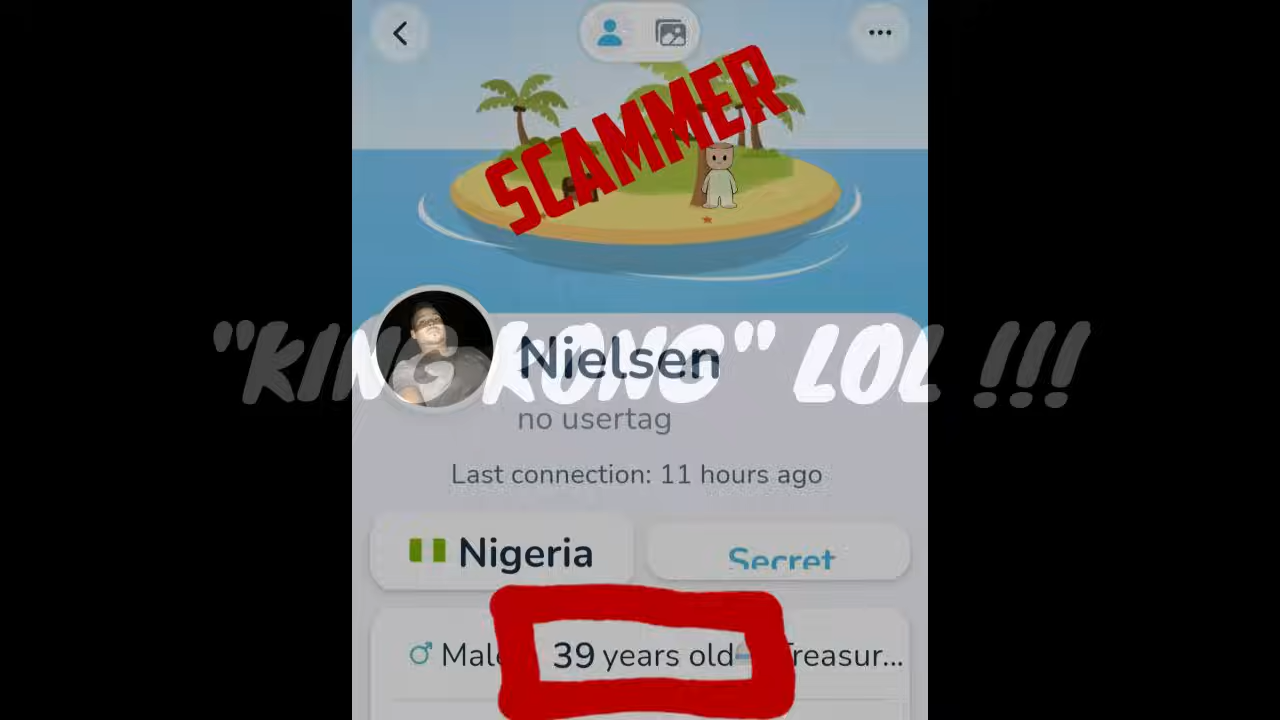 SCAMMER
"KING KONG" LOL !!!
Nielsen
no usertag
Last connection: 11 hours ago
Nigeria
Secret
Male
39 years old
Treasur...